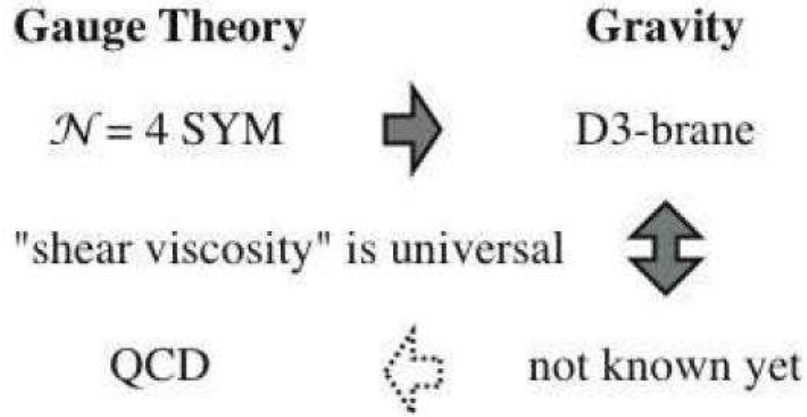 Gauge Theory Gravity
𝒩 = 4 SYM D3-brane
"shear viscosity" is universal
QCD not known yet